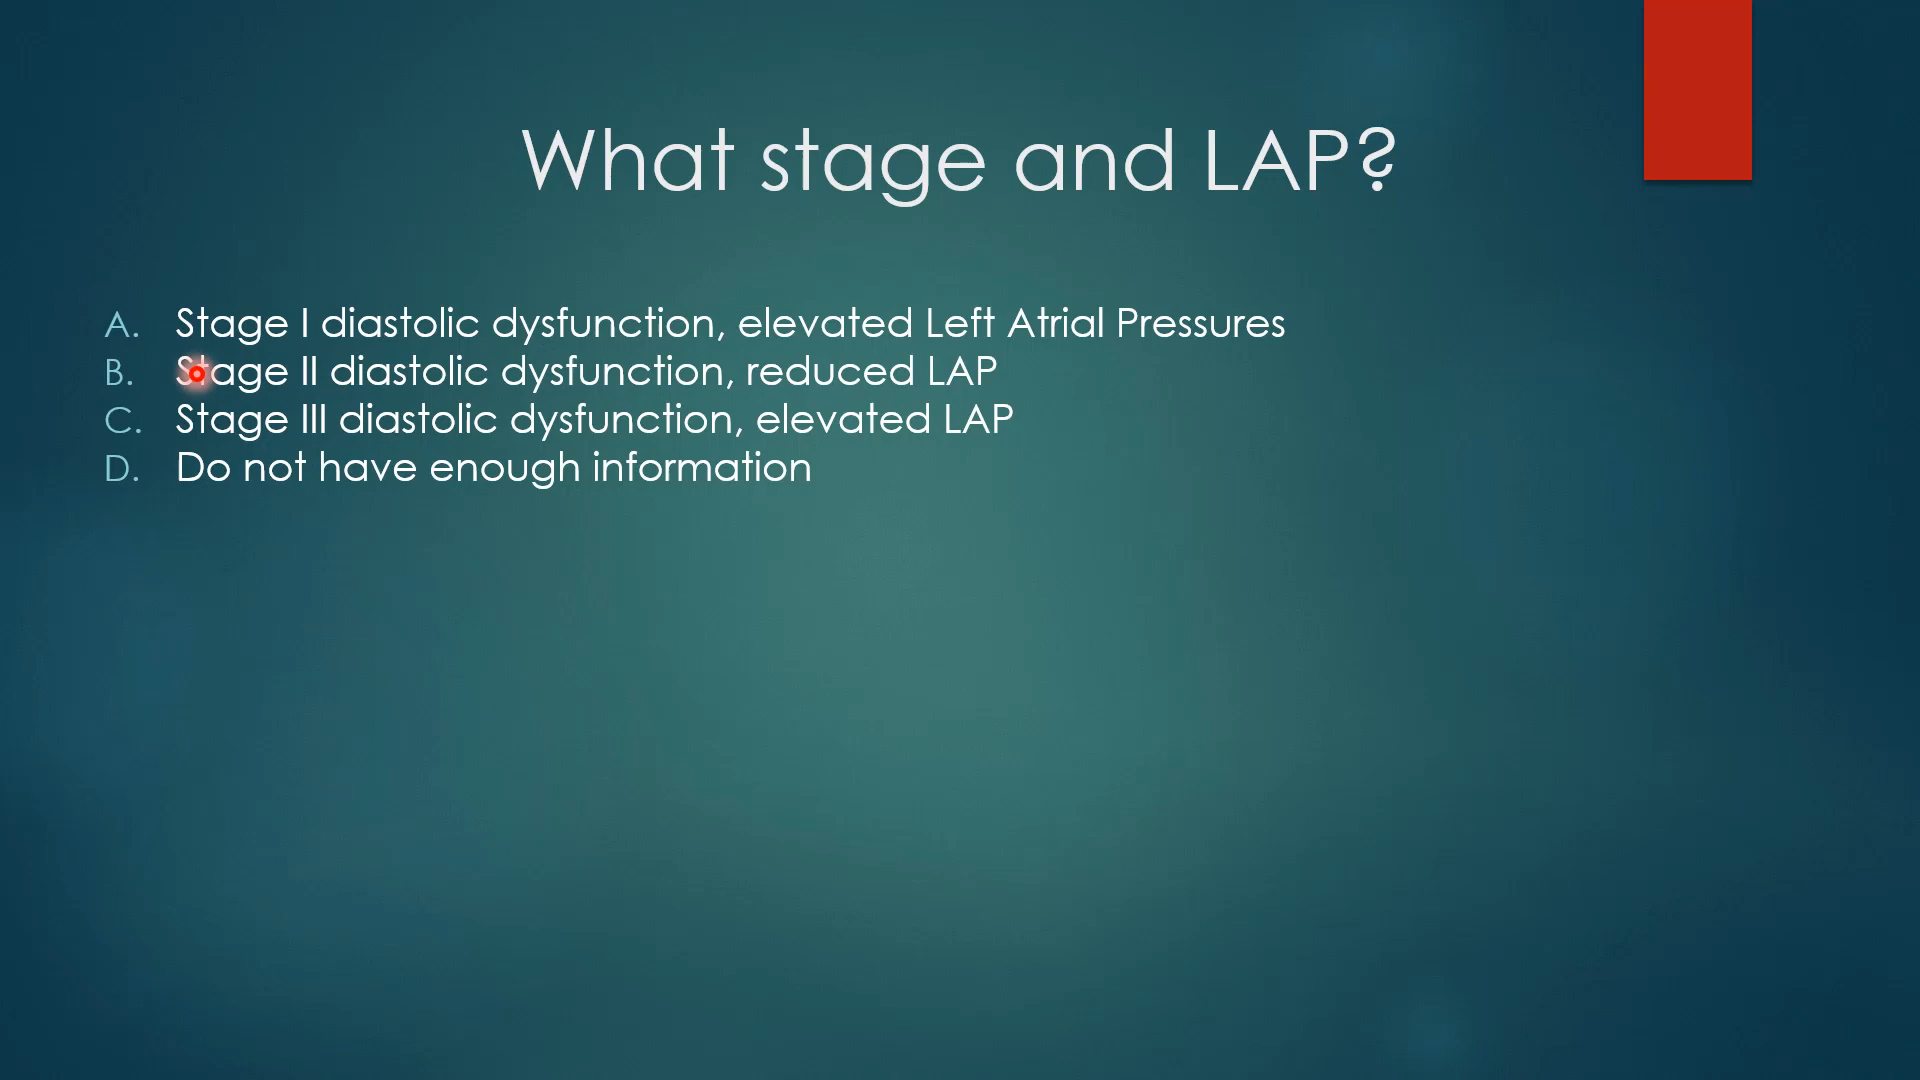 What stage and LAP?
A. Stage I diastolic dysfunction, elevated Left Atrial Pressures
B. Stage II diastolic dysfunction, reduced LAP
C. Stage III diastolic dysfunction, elevated LAP
D. Do not have enough information